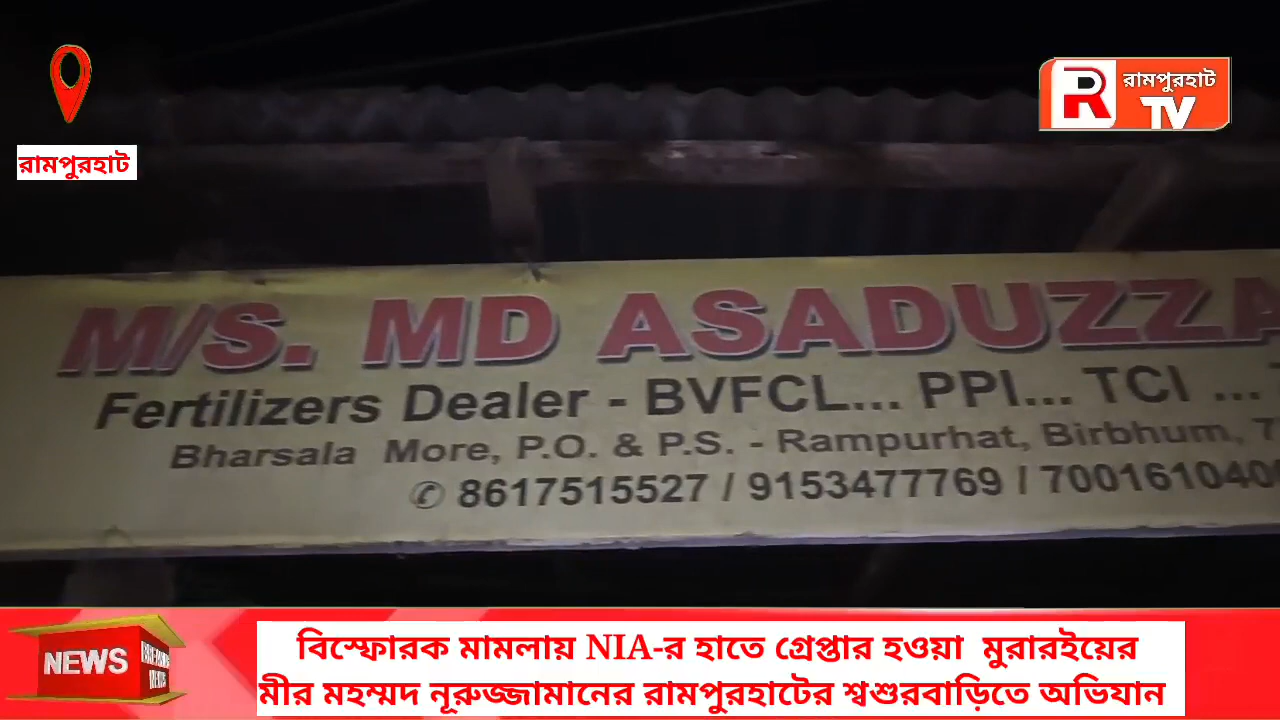 রামপুরহাট
TV
রামপুরহাট
M/S. MD ASADUZZA
Fertilizers Dealer - BVFCL... PPI... TCI ...
Bharsala More, P.O. & P.S. - Rampurhat, Birbhum, 7
✆ 8617515527 / 9153477769 / 700161040
NEWS
বিস্ফোরক মামলায় NIA-র হাতে গ্রেপ্তার হওয়া মুরারইয়ের
মীর মহম্মদ নূরুজ্জামানের রামপুরহাটের শ্বশুরবাড়িতে অভিযান